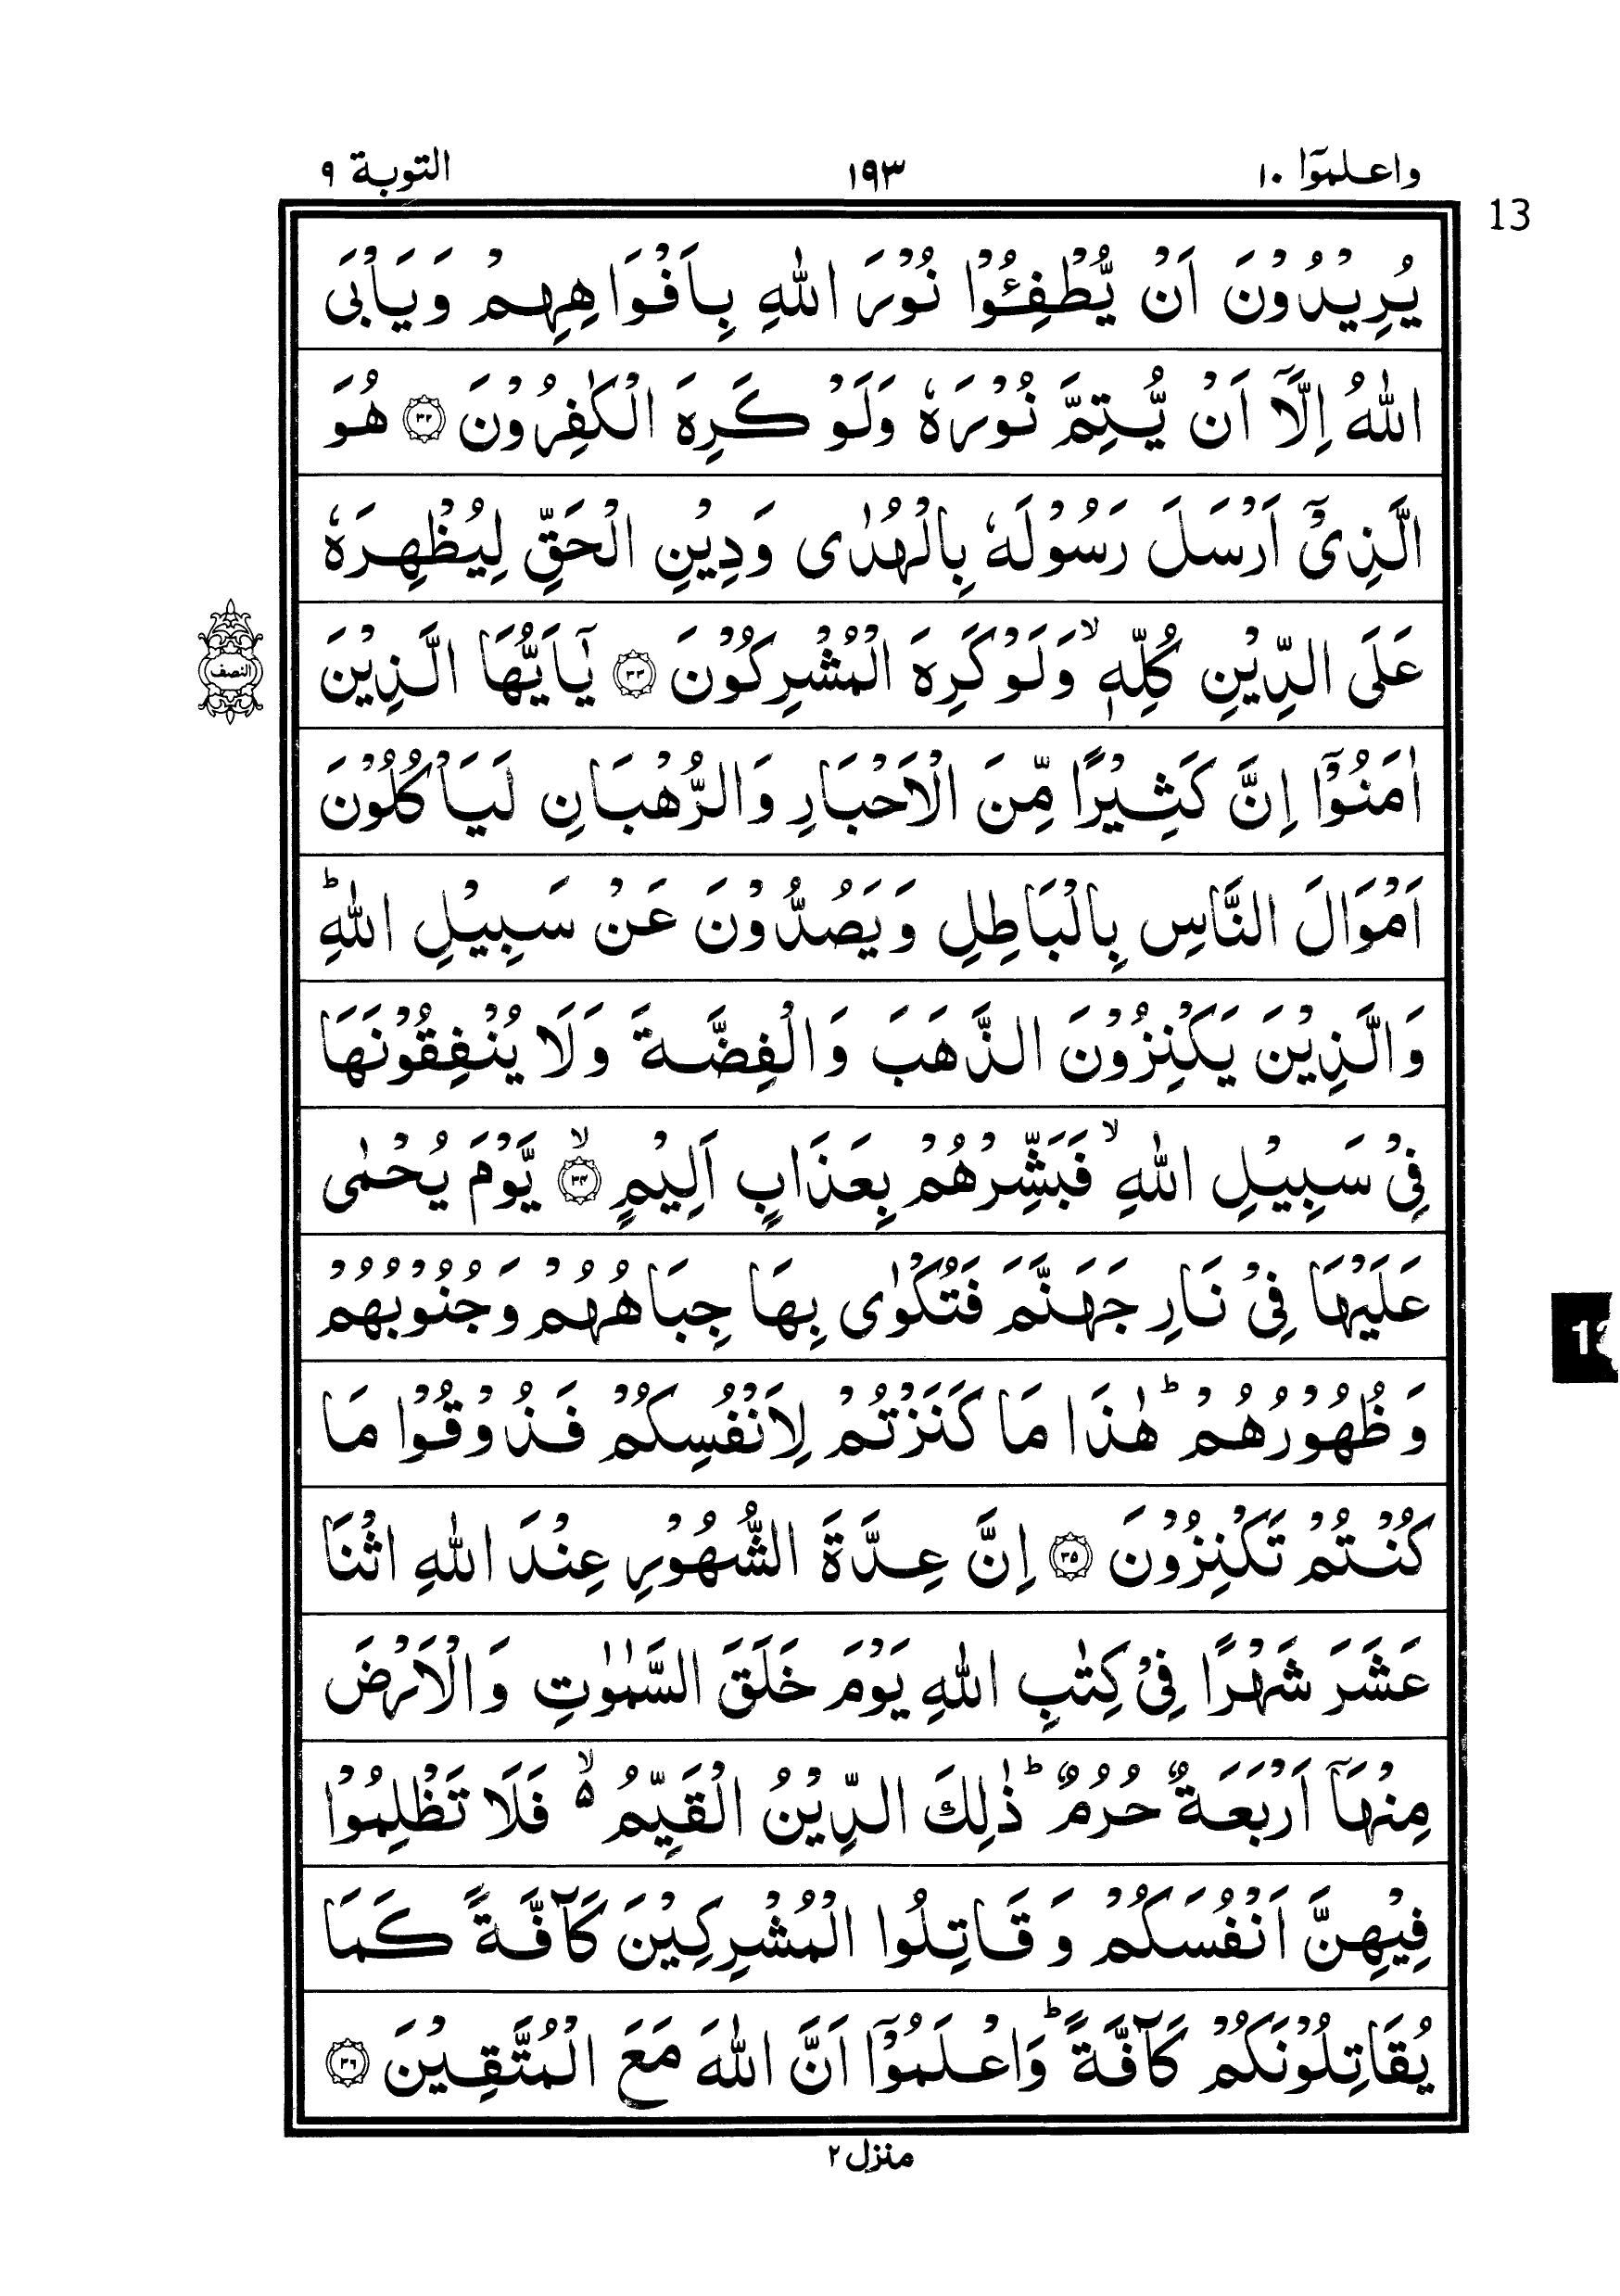 واعلموٓا ١٠ ١٩٣ التوبة ٩
13
يُرِيْدُوْنَ اَنْ يُّطْفِـُٔوْا نُوْرَ اللّٰهِ بِاَفْوَاهِهِمْ وَيَاْبَى
اللّٰهُ اِلَّآ اَنْ يُّتِمَّ نُوْرَهٗ وَلَوْ كَرِهَ الْكٰفِرُوْنَ ۝٣٢ هُوَ
الَّذِیْۤ اَرْسَلَ رَسُوْلَهٗ بِالْهُدٰى وَدِيْنِ الْحَقِّ لِيُظْهِرَهٗ
عَلَى الدِّيْنِ كُلِّهٖ ۙ وَلَوْ كَرِهَ الْمُشْرِكُوْنَ ۝٣٣ يٰٓاَيُّهَا الَّذِيْنَ
النصف
اٰمَنُوْۤا اِنَّ كَثِيْرًا مِّنَ الْاَحْبَارِ وَالرُّهْبَانِ لَيَاْكُلُوْنَ
اَمْوَالَ النَّاسِ بِالْبَاطِلِ وَيَصُدُّوْنَ عَنْ سَبِيْلِ اللّٰهِ ؕ
وَالَّذِيْنَ يَكْنِزُوْنَ الذَّهَبَ وَالْفِضَّةَ وَلَا يُنْفِقُوْنَهَا
فِیْ سَبِيْلِ اللّٰهِ ۙ فَبَشِّرْهُمْ بِعَذَابٍ اَلِيْمٍ ۝٣٤ ۙ يَّوْمَ يُحْمٰى
عَلَيْهَا فِیْ نَارِ جَهَنَّمَ فَتُكْوٰى بِهَا جِبَاهُهُمْ وَجُنُوْبُهُمْ
وَظُهُوْرُهُمْ ؕ هٰذَا مَا كَنَزْتُمْ لِاَنْفُسِكُمْ فَذُوْقُوْا مَا
كُنْتُمْ تَكْنِزُوْنَ ۝٣٥ اِنَّ عِدَّةَ الشُّهُوْرِ عِنْدَ اللّٰهِ اثْنَا
عَشَرَ شَهْرًا فِیْ كِتٰبِ اللّٰهِ يَوْمَ خَلَقَ السَّمٰوٰتِ وَالْاَرْضَ
مِنْهَآ اَرْبَعَةٌ حُرُمٌ ؕ ذٰلِكَ الدِّيْنُ الْقَيِّمُ ۙ۵ فَلَا تَظْلِمُوْا
فِيْهِنَّ اَنْفُسَكُمْ وَقَاتِلُوا الْمُشْرِكِيْنَ كَآفَّةً كَمَا
يُقَاتِلُوْنَكُمْ كَآفَّةً ؕ وَاعْلَمُوْۤا اَنَّ اللّٰهَ مَعَ الْمُتَّقِيْنَ ۝٣٦
منزل ٢